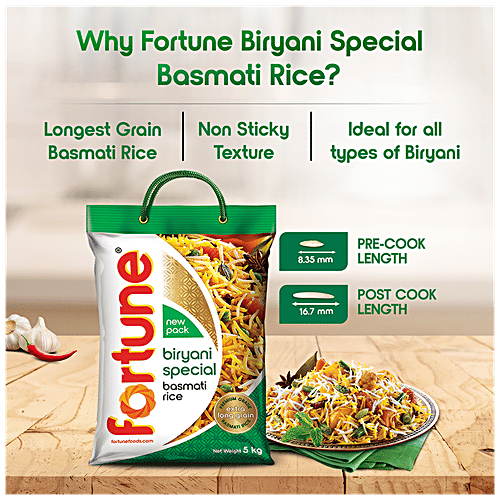 Why Fortune Biryani Special
Basmati Rice?
Longest Grain
Basmati Rice
Non Sticky
Texture
Ideal for all
types of Biryani
8.35 mm
PRE-COOK
LENGTH
16.7 mm
POST COOK
LENGTH
fortune®
new
pack
biryani
special
basmati
rice
extra
long grain
BASMATI RICE
fortunefoods.com
Net Weight 5 kg